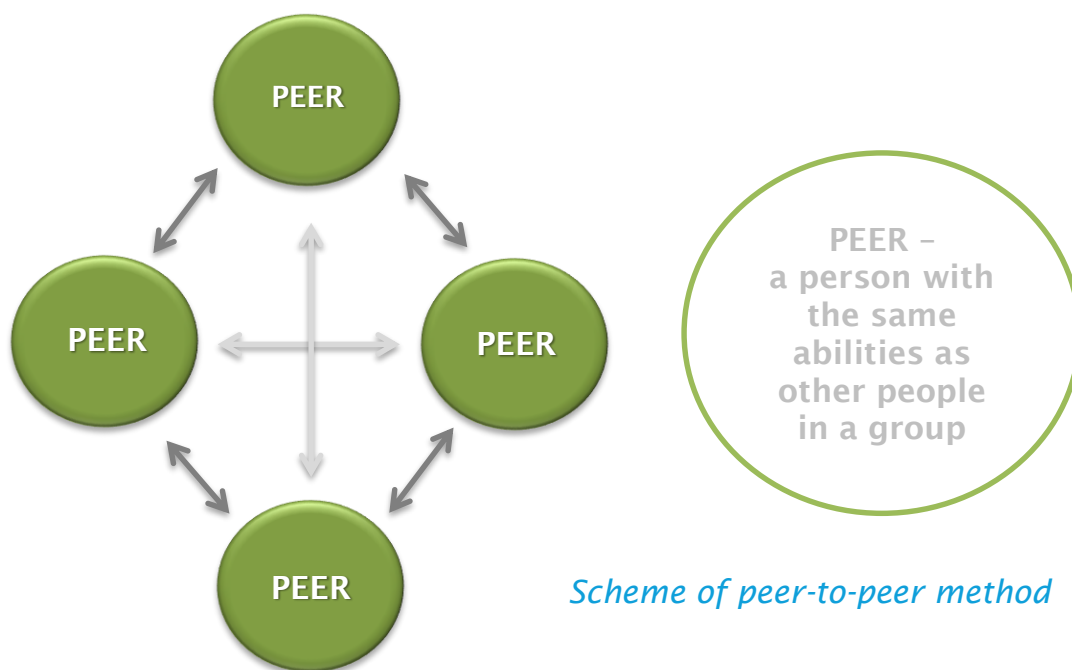 PEER
PEER
PEER
PEER
PEER –
a person with
the same
abilities as
other people
in a group
Scheme of peer-to-peer method